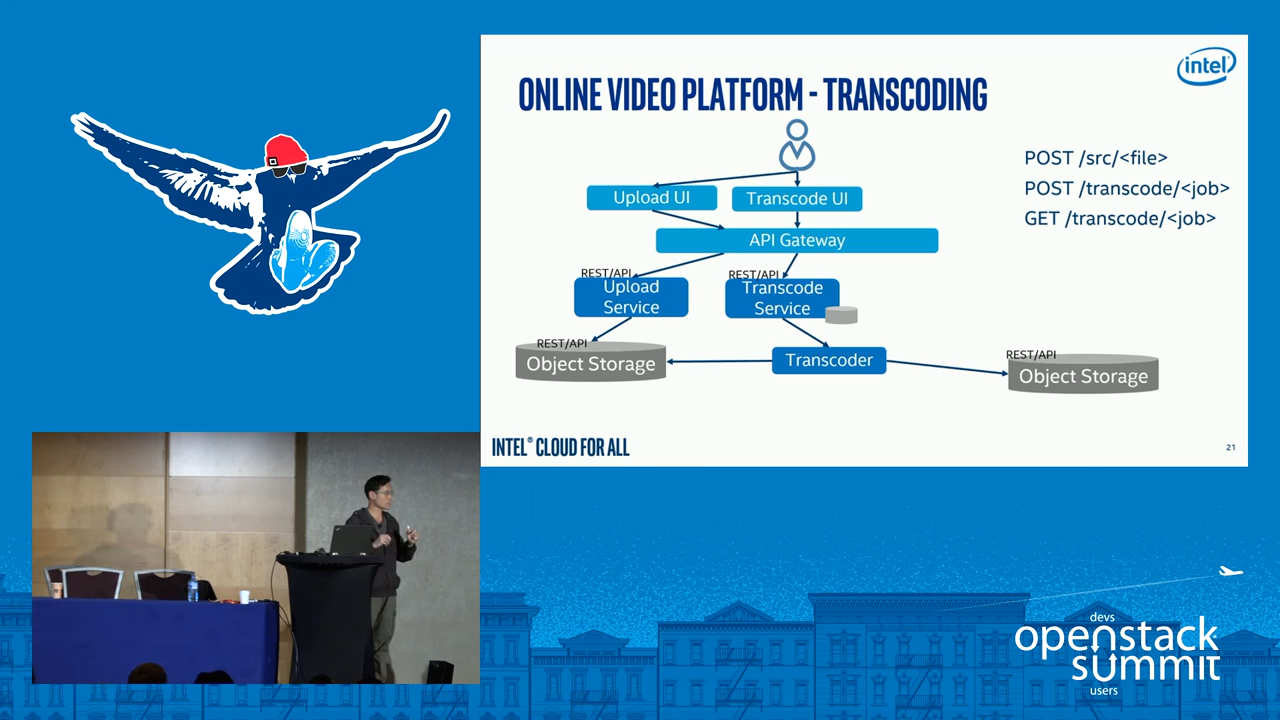 ONLINE VIDEO PLATFORM - TRANSCODING
intel
POST /src/<file>
POST /transcode/<job>
GET /transcode/<job>
Upload UI
Transcode UI
API Gateway
REST/API
Upload
Service
REST/API
Transcode
Service
REST/API
Object Storage
Transcoder
REST/API
Object Storage
INTEL® CLOUD FOR ALL
21
devs
openstack
summit
users